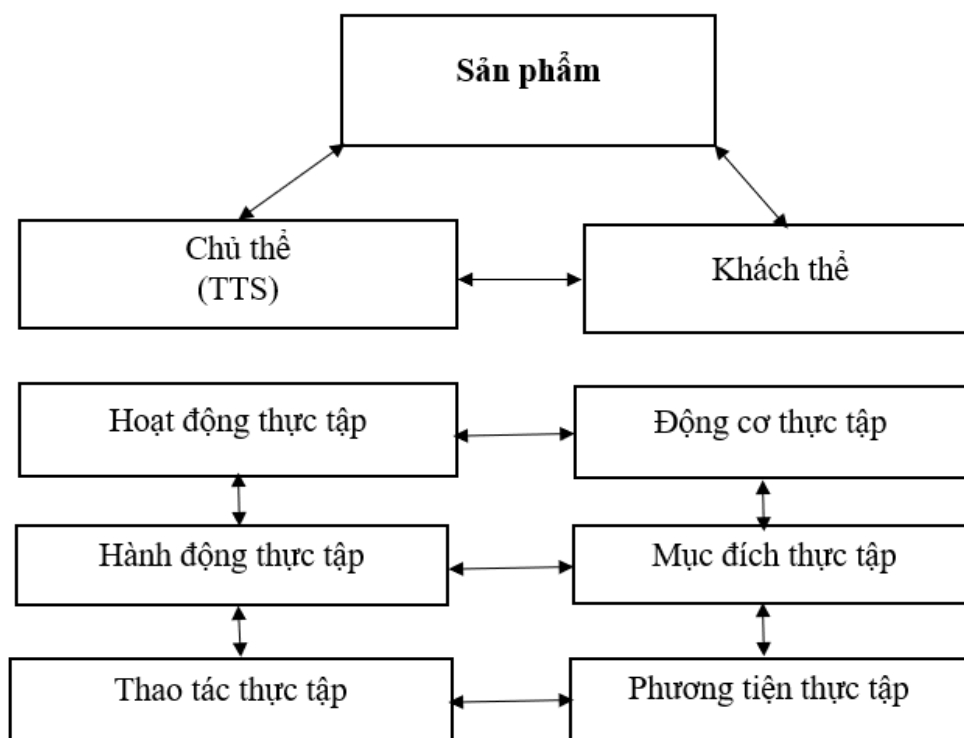 Sản phẩm
Chủ thể
(TTS)
Khách thể
Hoạt động thực tập
Động cơ thực tập
Hành động thực tập
Mục đích thực tập
Thao tác thực tập
Phương tiện thực tập